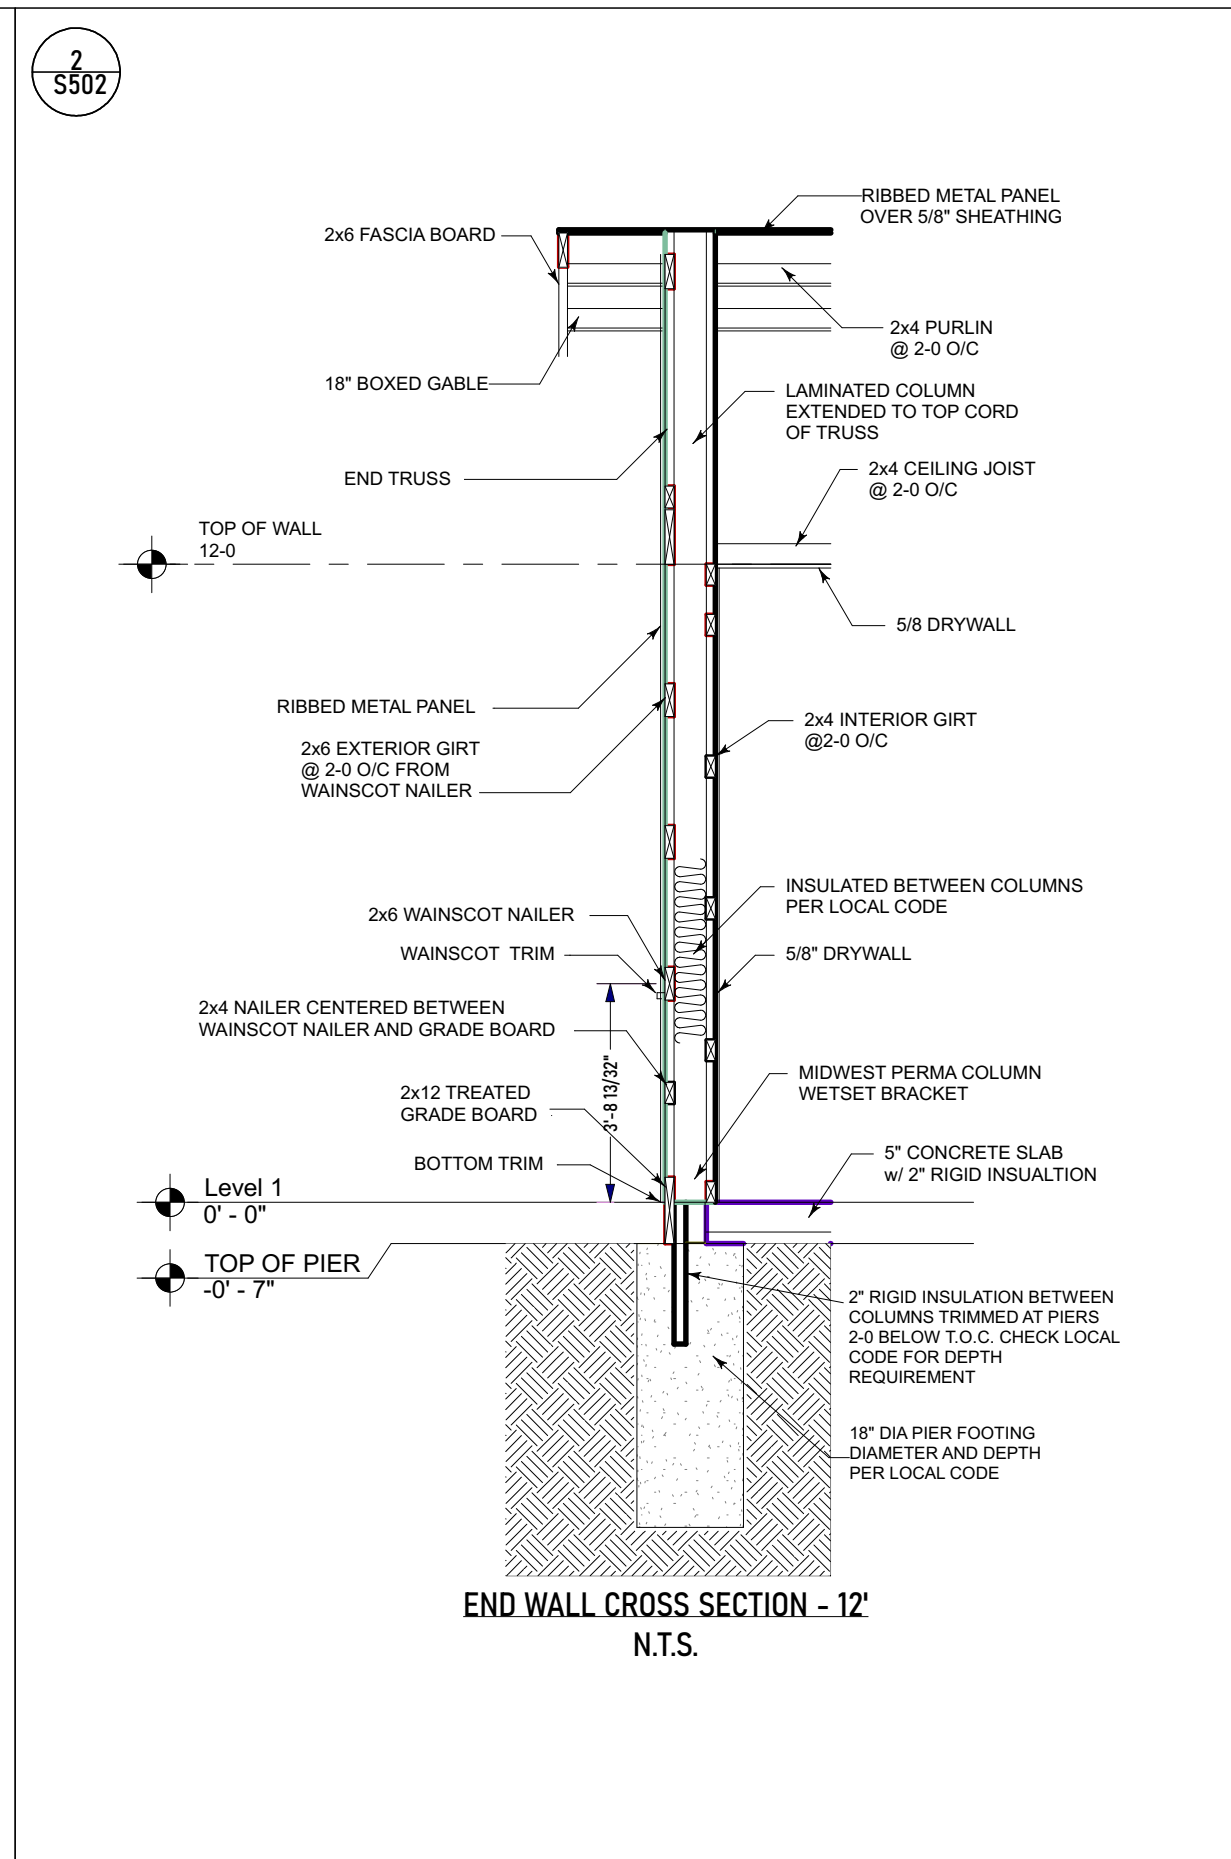 2
S502
RIBBED METAL PANEL
OVER 5/8" SHEATHING
2x6 FASCIA BOARD
2x4 PURLIN
@ 2-0 O/C
18" BOXED GABLE
LAMINATED COLUMN
EXTENDED TO TOP CORD
OF TRUSS
END TRUSS
2x4 CEILING JOIST
@ 2-0 O/C
TOP OF WALL
12-0
5/8 DRYWALL
RIBBED METAL PANEL
2x4 INTERIOR GIRT
@2-0 O/C
2x6 EXTERIOR GIRT
@ 2-0 O/C FROM
WAINSCOT NAILER
INSULATED BETWEEN COLUMNS
PER LOCAL CODE
2x6 WAINSCOT NAILER
WAINSCOT TRIM
5/8" DRYWALL
2x4 NAILER CENTERED BETWEEN
WAINSCOT NAILER AND GRADE BOARD
3'-8 13/32"
MIDWEST PERMA COLUMN
WETSET BRACKET
2x12 TREATED
GRADE BOARD
BOTTOM TRIM
5" CONCRETE SLAB
w/ 2" RIGID INSUALTION
Level 1
0' - 0"
TOP OF PIER
-0' - 7"
2" RIGID INSULATION BETWEEN
COLUMNS TRIMMED AT PIERS
2-0 BELOW T.O.C. CHECK LOCAL
CODE FOR DEPTH
REQUIREMENT
18" DIA PIER FOOTING
DIAMETER AND DEPTH
PER LOCAL CODE
END WALL CROSS SECTION - 12'
N.T.S.